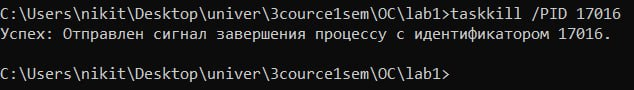 C:\Users\nikit\Desktop\univer\3cource1sem\OC\lab1>taskkill /PID 17016
Успех: Отправлен сигнал завершения процессу с идентификатором 17016.
C:\Users\nikit\Desktop\univer\3cource1sem\OC\lab1>